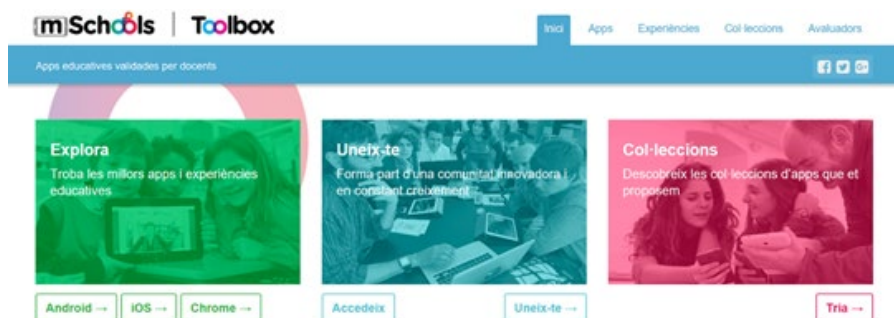 mSchools | Toolbox
Inici Apps Experiències Col·leccions Avaluadors
Apps educatives validades per docents
Explora
Troba les millors apps i experiències
educatives
Uneix-te
Forma part d'una comunitat innovadora i
en constant creixement
Col·leccions
Descobreix les col·leccions d'apps que et
proposem
Android →
iOS →
Chrome →
Accedeix
Uneix-te →
Tria →